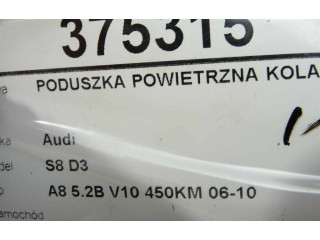 375315
PODUSZKA POWIETRZNA KOLA
Audi
S8 D3
A8 5.2B V10 450KM 06-10